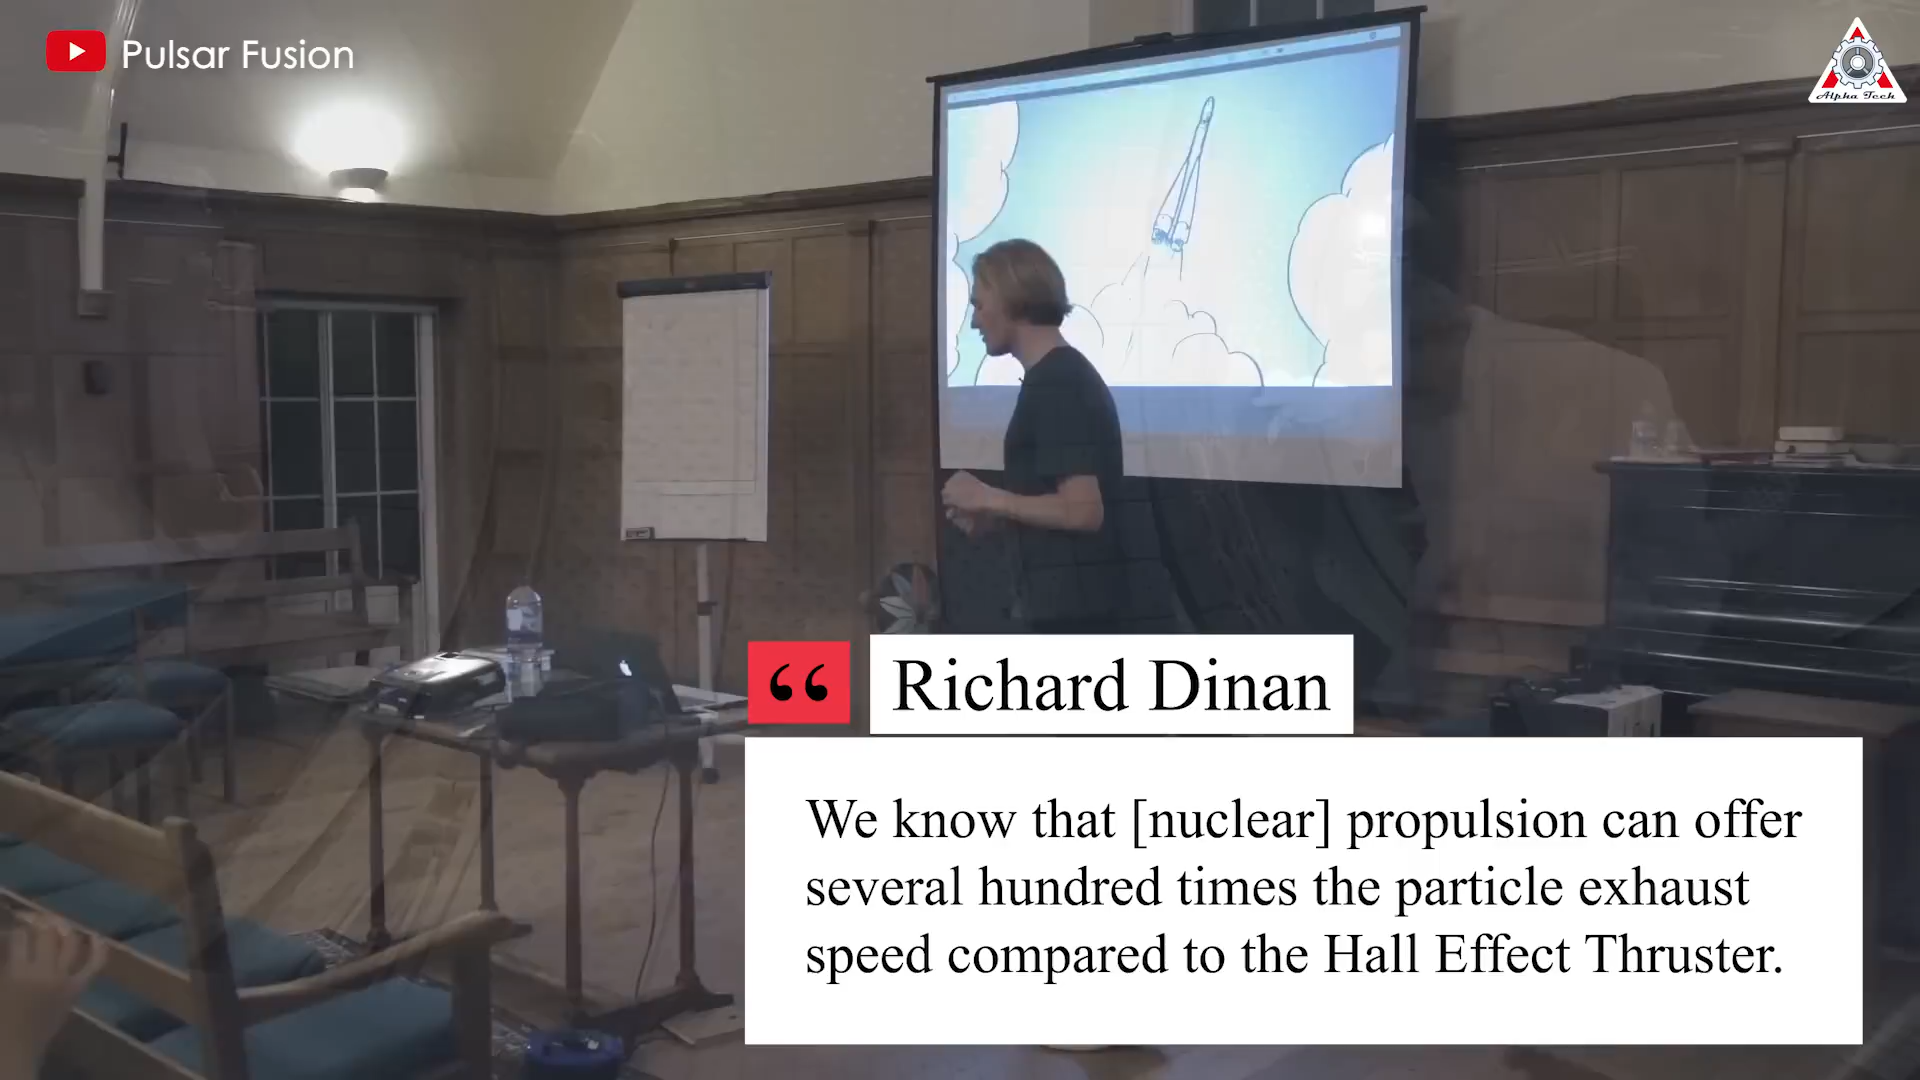 Pulsar Fusion
Alpha Tech
“
Richard Dinan
We know that [nuclear] propulsion can offer
several hundred times the particle exhaust
speed compared to the Hall Effect Thruster.